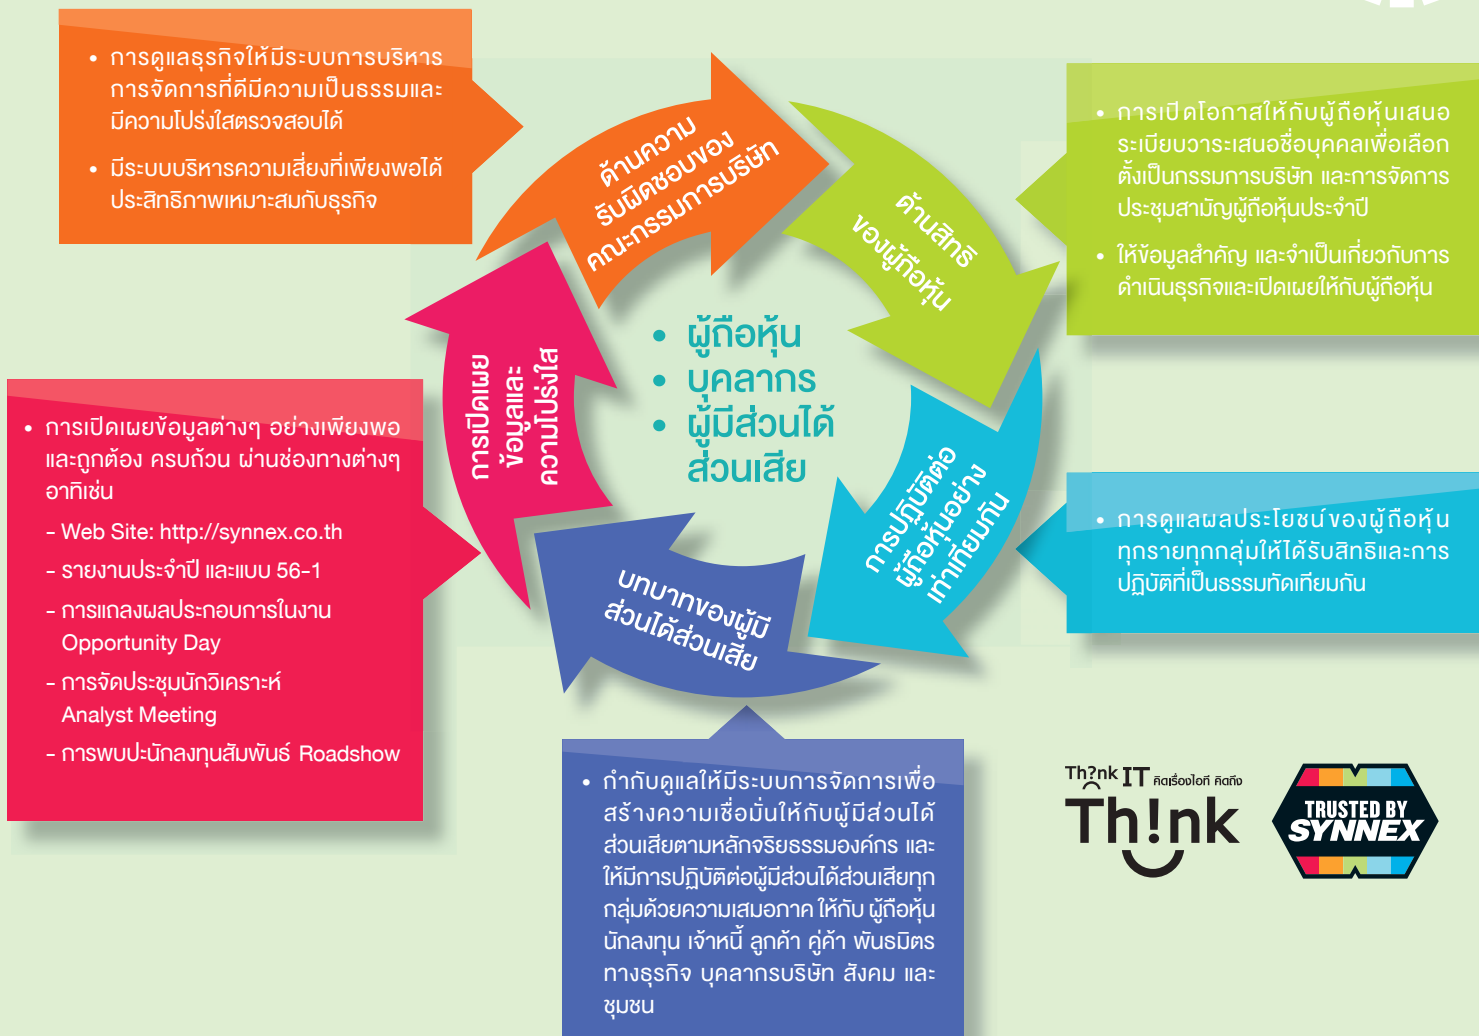 • การดูแลธุรกิจให้มีระบบการบริหาร
การจัดการที่ดีมีความเป็นธรรมและ
มีความโปร่งใสตรวจสอบได้
• มีระบบบริหารความเสี่ยงที่เพียงพอได้
ประสิทธิภาพเหมาะสมกับธุรกิจ
ด้านความ
รับผิดชอบของ
คณะกรรมการบริษัท
ด้านสิทธิ
ของผู้ถือหุ้น
• การเปิดโอกาสให้กับผู้ถือหุ้นเสนอ
ระเบียบวาระเสนอชื่อบุคคลเพื่อเลือก
ตั้งเป็นกรรมการบริษัท และการจัดการ
ประชุมสามัญผู้ถือหุ้นประจำปี
• ให้ข้อมูลสำคัญ และจำเป็นเกี่ยวกับการ
ดำเนินธุรกิจและเปิดเผยให้กับผู้ถือหุ้น
• ผู้ถือหุ้น
• บุคลากร
• ผู้มีส่วนได้
ส่วนเสีย
การเปิดเผย
ข้อมูลและ
ความโปร่งใส
• การเปิดเผยข้อมูลต่างๆ อย่างเพียงพอ
และถูกต้อง ครบถ้วน ผ่านช่องทางต่างๆ
อาทิเช่น
- Web Site: http://synnex.co.th
- รายงานประจำปี และแบบ 56-1
- การแถลงผลประกอบการในงาน
Opportunity Day
- การจัดประชุมนักวิเคราะห์
Analyst Meeting
- การพบปะนักลงทุนสัมพันธ์ Roadshow
การปฏิบัติต่อ
ผู้ถือหุ้นอย่าง
เท่าเทียมกัน
• การดูแลผลประโยชน์ของผู้ถือหุ้น
ทุกรายทุกกลุ่มให้ได้รับสิทธิและการ
ปฏิบัติที่เป็นธรรมทัดเทียมกัน
บทบาทของผู้มี
ส่วนได้ส่วนเสีย
• กำกับดูแลให้มีระบบการจัดการเพื่อ
สร้างความเชื่อมั่นให้กับผู้มีส่วนได้
ส่วนเสียตามหลักจริยธรรมองค์กร และ
ให้มีการปฏิบัติต่อผู้มีส่วนได้ส่วนเสียทุก
กลุ่มด้วยความเสมอภาค ให้กับ ผู้ถือหุ้น
นักลงทุน เจ้าหนี้ ลูกค้า คู่ค้า พันธมิตร
ทางธุรกิจ บุคลากรบริษัท สังคม และ
ชุมชน
Th?nk IT คิดเรื่องไอที คิดถึง
Th!nk
TRUSTED BY
SYNNEX